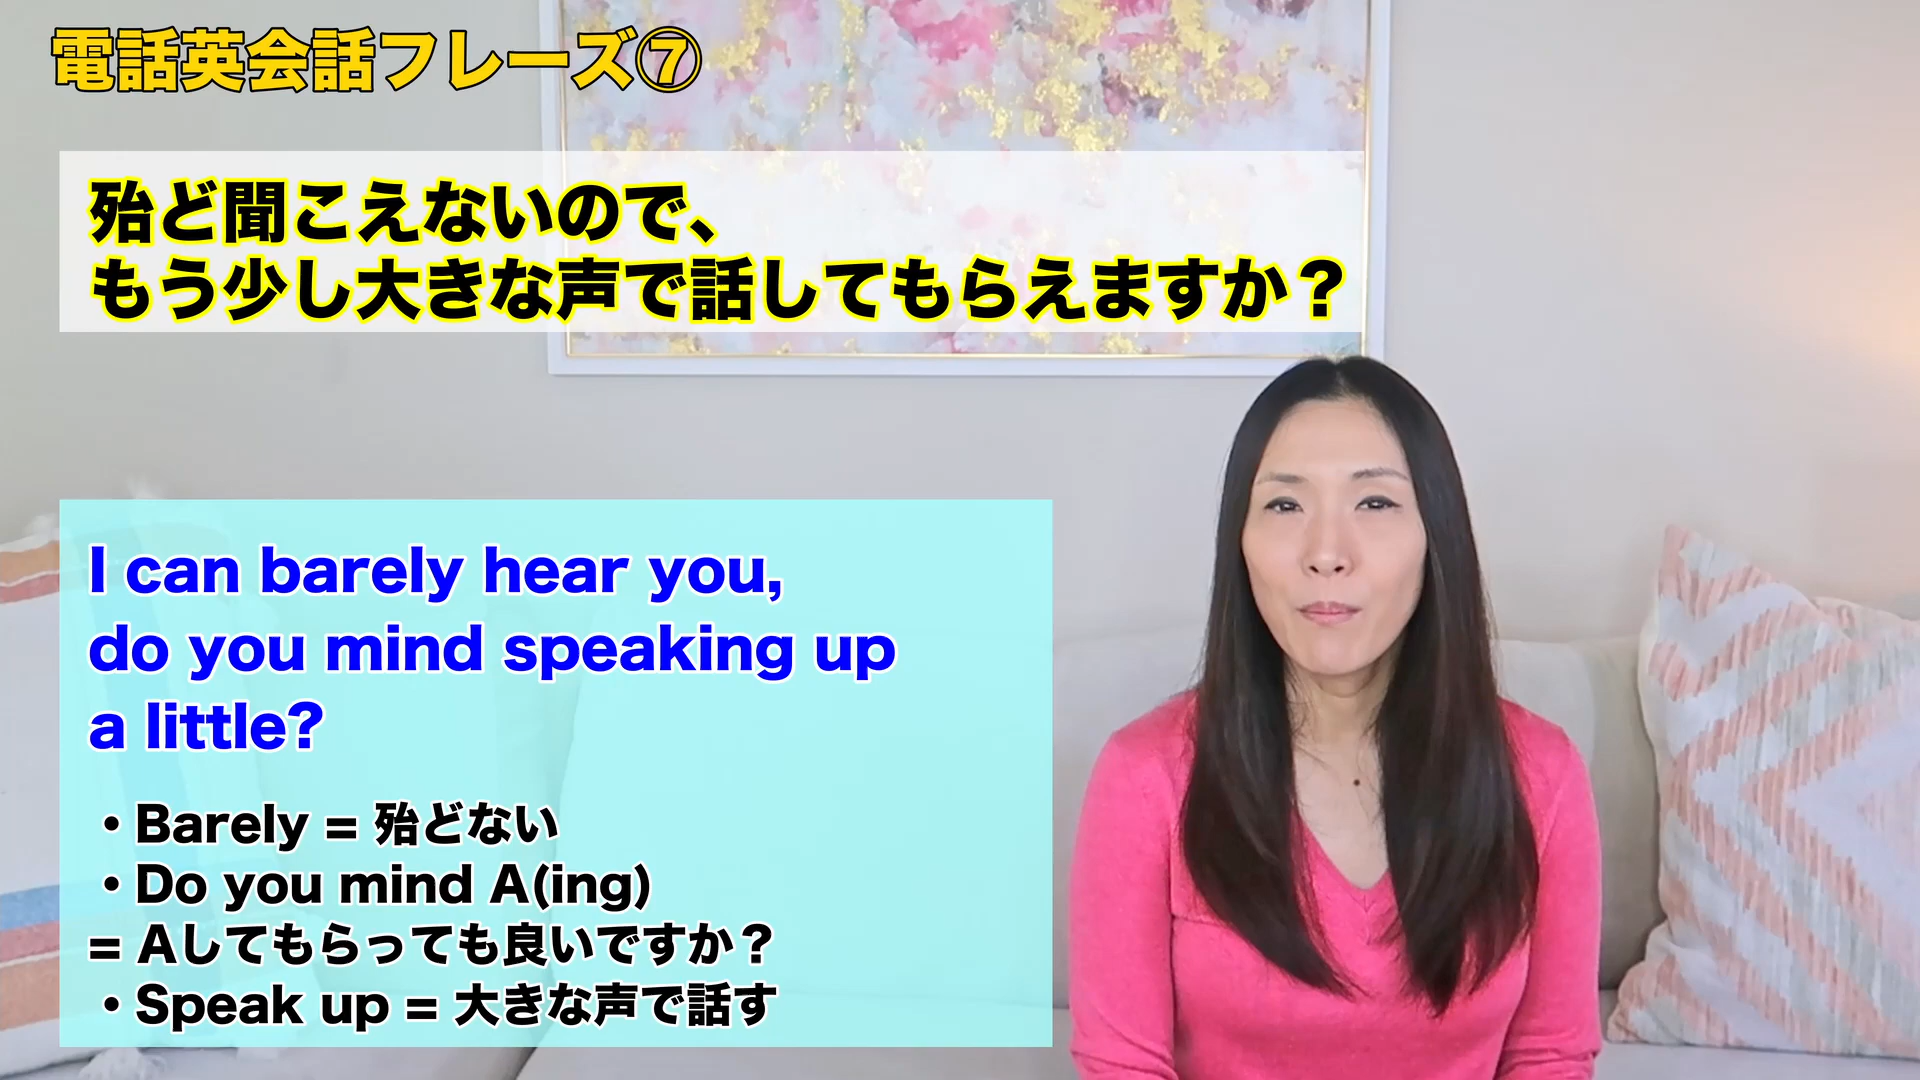 電話英会話フレーズ⑦
殆ど聞こえないので、
もう少し大きな声で話してもらえますか？
I can barely hear you,
do you mind speaking up
a little?
・Barely = 殆どない
・Do you mind A(ing)
= Aしてもらっても良いですか？
・Speak up = 大きな声で話す